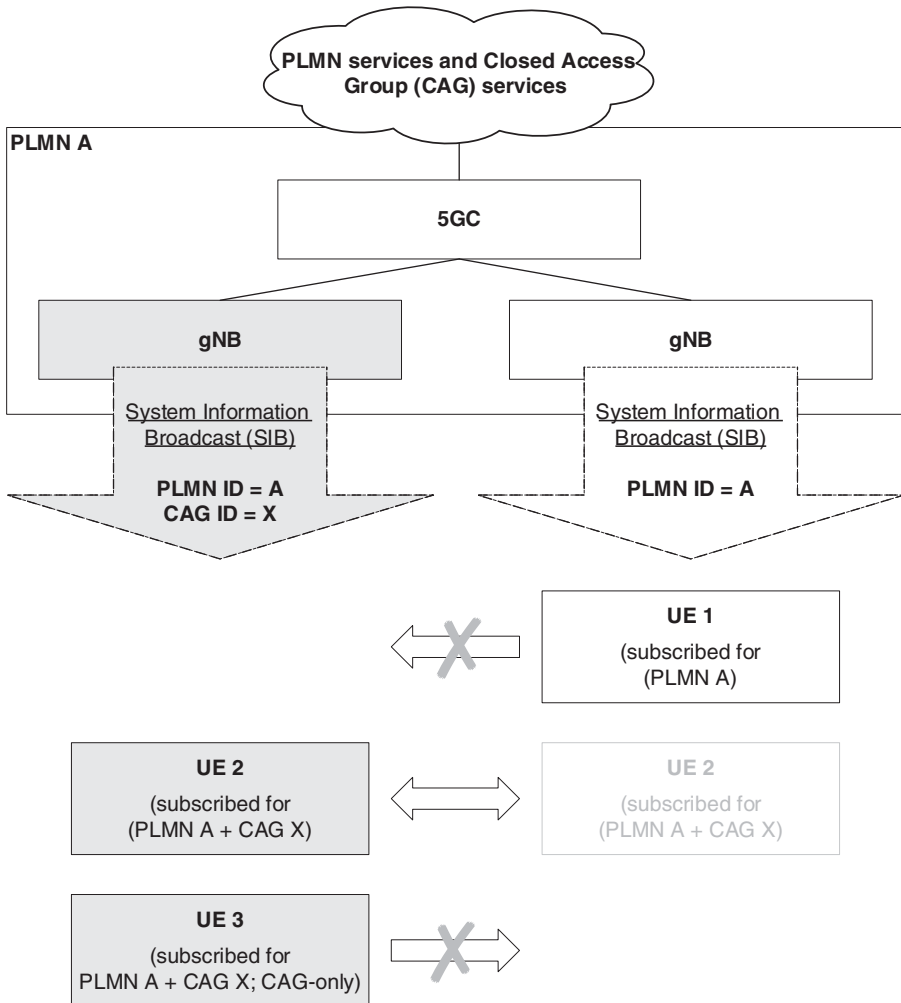 PLMN services and Closed Access
Group (CAG) services
PLMN A
5GC
gNB
gNB
System Information
Broadcast (SIB)
PLMN ID = A
CAG ID = X
System Information
Broadcast (SIB)
PLMN ID = A
UE 1
(subscribed for
(PLMN A)
UE 2
(subscribed for
(PLMN A + CAG X)
UE 2
(subscribed for
(PLMN A + CAG X)
UE 3
(subscribed for
PLMN A + CAG X; CAG-only)